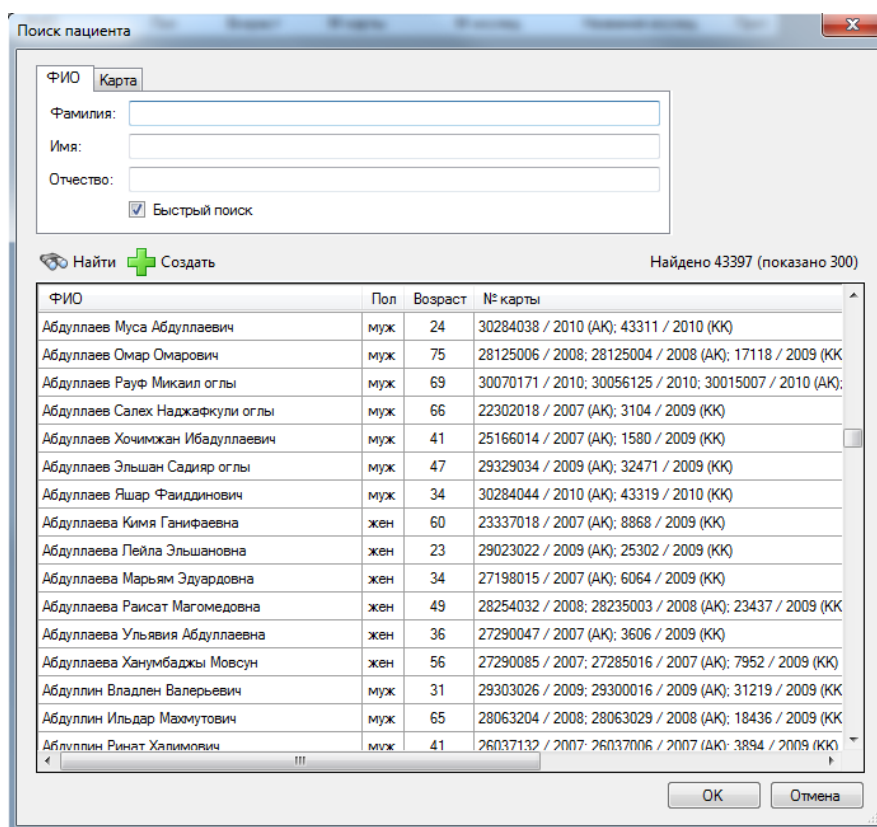 Поиск пациента
ФИО Карта
Фамилия:
Имя:
Отчество:
Быстрый поиск
Найти Создать Найдено 43397 (показано 300)
ФИО Пол Возраст № карты
Абдуллаев Муса Абдуллаевич муж 24 30284038 / 2010 (АК); 43311 / 2010 (КК)
Абдуллаев Омар Омарович муж 75 28125006 / 2008; 28125004 / 2008 (АК); 17118 / 2009 (КК
Абдуллаев Рауф Микаил оглы муж 69 30070171 / 2010; 30056125 / 2010; 30015007 / 2010 (АК);
Абдуллаев Салех Наджафкули оглы муж 66 22302018 / 2007 (АК); 3104 / 2009 (КК)
Абдуллаев Хочимжан Ибадуллаевич муж 41 25166014 / 2007 (АК); 1580 / 2009 (КК)
Абдуллаев Эльшан Садияр оглы муж 47 29329034 / 2009 (АК); 32471 / 2009 (КК)
Абдуллаев Яшар Фаиддинович муж 34 30284044 / 2010 (АК); 43319 / 2010 (КК)
Абдуллаева Кимя Ганифаевна жен 60 23337018 / 2007 (АК); 8868 / 2009 (КК)
Абдуллаева Лейла Эльшановна жен 23 29023022 / 2009 (АК); 25302 / 2009 (КК)
Абдуллаева Марьям Эдуардовна жен 34 27198015 / 2007 (АК); 6064 / 2009 (КК)
Абдуллаева Раисат Магомедовна жен 49 28254032 / 2008; 28235003 / 2008 (АК); 23437 / 2009 (КК
Абдуллаева Ульявия Абдуллаевна жен 36 27290047 / 2007 (АК); 3606 / 2009 (КК)
Абдуллаева Ханумбаджы Мовсун жен 56 27290085 / 2007; 27285016 / 2007 (АК); 7952 / 2009 (КК)
Абдуллин Владлен Валерьевич муж 31 29303026 / 2009; 29300016 / 2009 (АК); 31219 / 2009 (КК
Абдуллин Ильдар Махмутович муж 65 28063204 / 2008; 28063029 / 2008 (АК); 18436 / 2009 (КК
Абдуллин Ринат Халимович муж 41 26037132 / 2007; 26037006 / 2007 (АК); 3894 / 2009 (КК)
OK Отмена